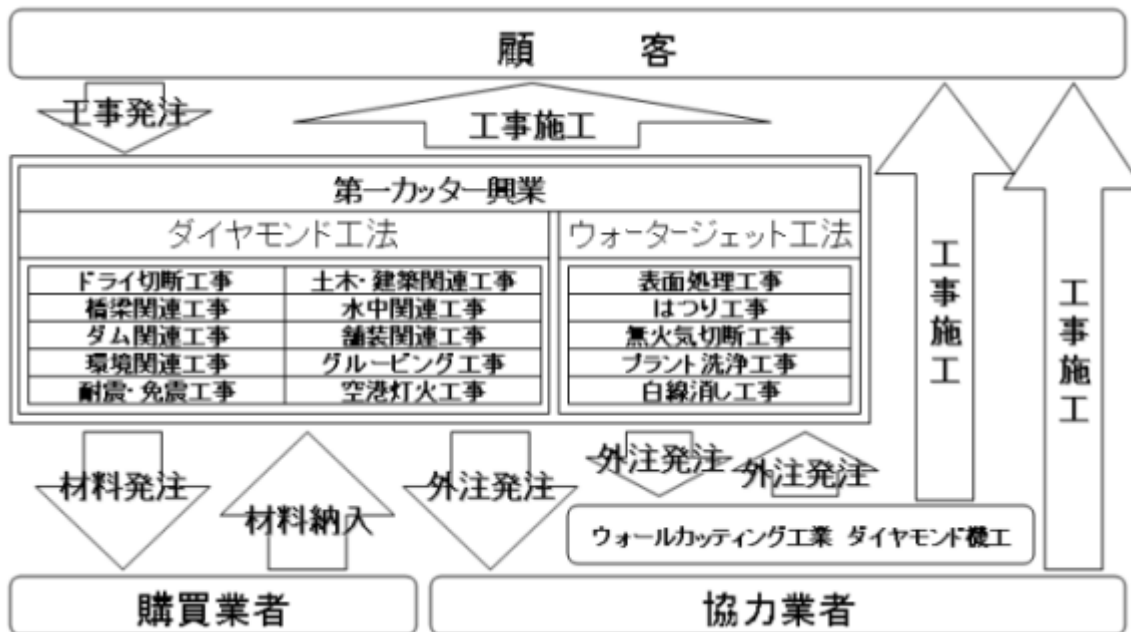 顧 客
工事発注
工事施工
第一カッター興業
ダイヤモンド工法 ウォータージェット工法
ドライ切断工事 土木・建築関連工事 表面処理工事
橋梁関連工事 水中関連工事 はつり工事
ダム関連工事 舗装関連工事 無火気切断工事
環境関連工事 グルービング工事 プラント洗浄工事
耐震・免震工事 空港灯火工事 白線消し工事
工事施工
工事施工
材料発注
材料納入
外注発注
外注発注
外注発注
ウォールカッティング工業 ダイヤモンド機工
購買業者
協力業者